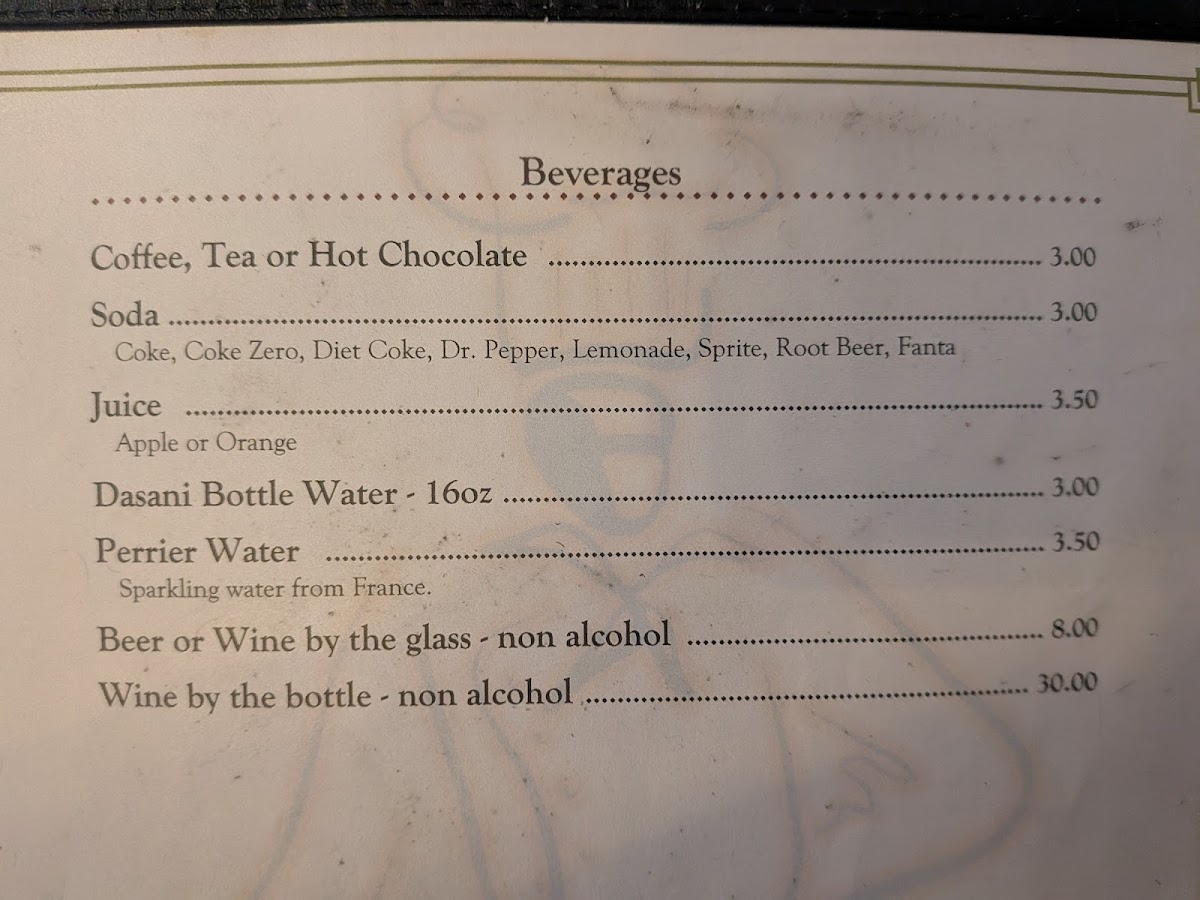 Beverages
Coffee, Tea or Hot Chocolate ........ 3.00
Soda ........ 3.00
Coke, Coke Zero, Diet Coke, Dr. Pepper, Lemonade, Sprite, Root Beer, Fanta
Juice ........ 3.50
Apple or Orange
Dasani Bottle Water - 16oz ........ 3.00
Perrier Water ........ 3.50
Sparkling water from France.
Beer or Wine by the glass - non alcohol ........ 8.00
Wine by the bottle - non alcohol ........ 30.00